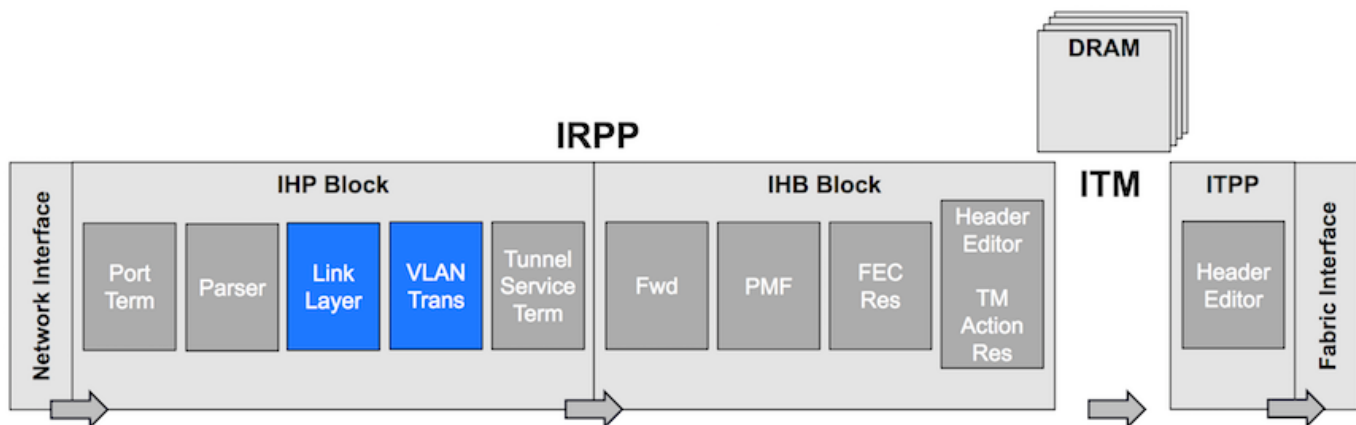 DRAM
IRPP
Network Interface
IHP Block
Port
Term
Parser
Link
Layer
VLAN
Trans
Tunnel
Service
Term
IHB Block
Fwd
PMF
FEC
Res
Header
Editor
TM
Action
Res
ITM
ITPP
Header
Editor
Fabric Interface